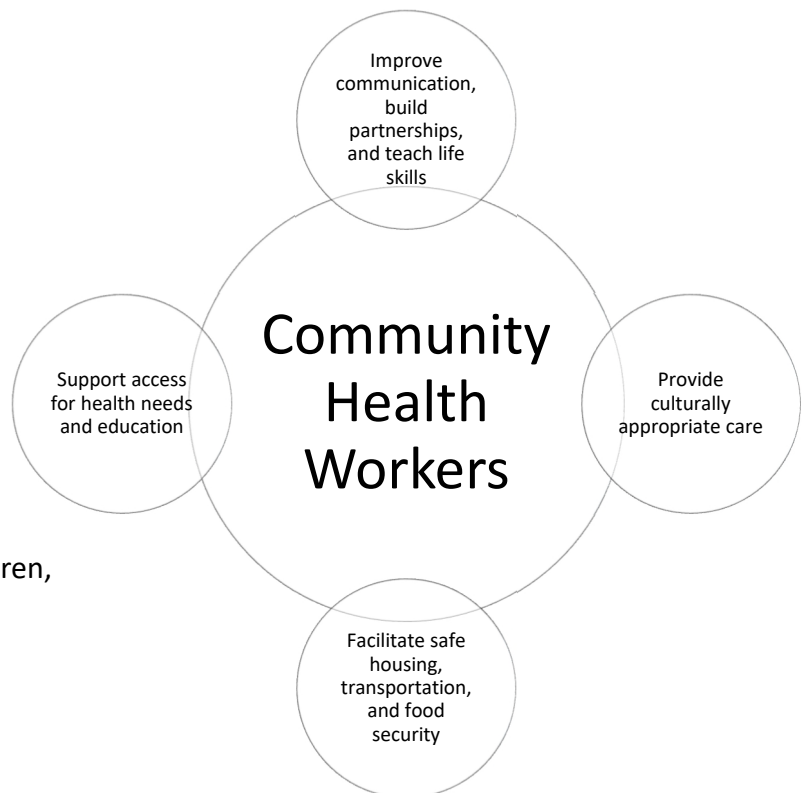 Improve
communication,
build
partnerships,
and teach life
skills
Community
Health
Workers
Support access
for health needs
and education
Provide
culturally
appropriate care
ren,
Facilitate safe
housing,
transportation,
and food
security